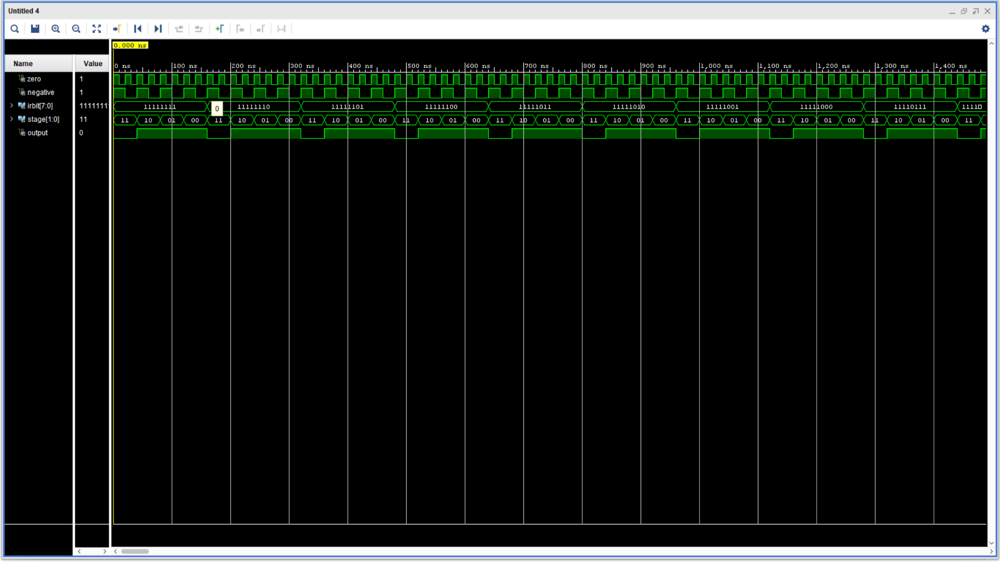 Untitled 4
0.000 ns
Name Value
0 ns 100 ns 200 ns 300 ns 400 ns 500 ns 600 ns 700 ns 800 ns 900 ns 1,000 ns 1,100 ns 1,200 ns 1,300 ns 1,400 ns
zero 1
negative 1
irbit[7:0] 11111111 11111111 0 11111110 11111101 11111100 11111011 11111010 11111001 11111000 11110111 1111
stage[1:0] 11 11 10 01 00 11 10 01 00 11 10 01 00 11 10 01 00 11 10 01 00 11 10 01 00 11 10 01 00 11 10 01 00 11 10 01 00 11
output 0